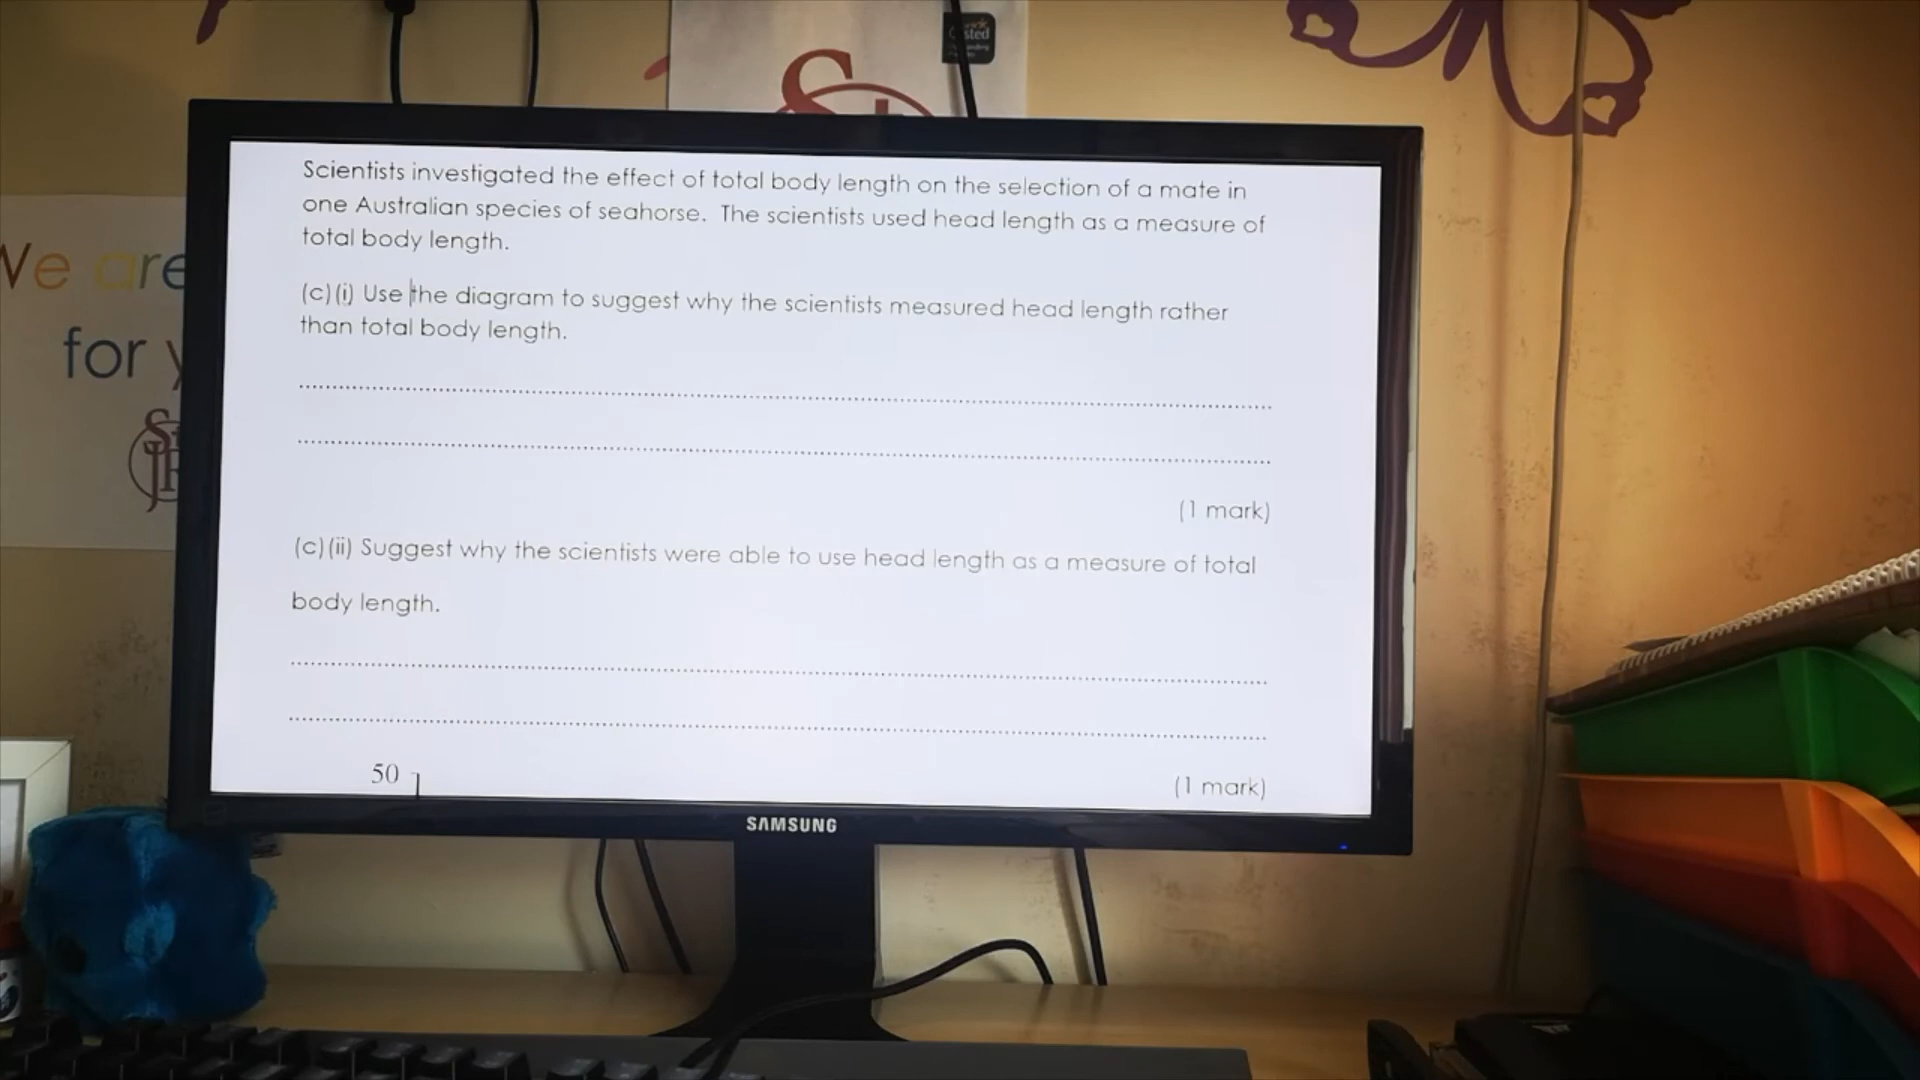 sted
We are
for
Scientists investigated the effect of total body length on the selection of a mate in
one Australian species of seahorse. The scientists used head length as a measure of
total body length.
(c)(i) Use the diagram to suggest why the scientists measured head length rather
than total body length.
(1 mark)
(c)(ii) Suggest why the scientists were able to use head length as a measure of total
body length.
50
(1 mark)
SAMSUNG